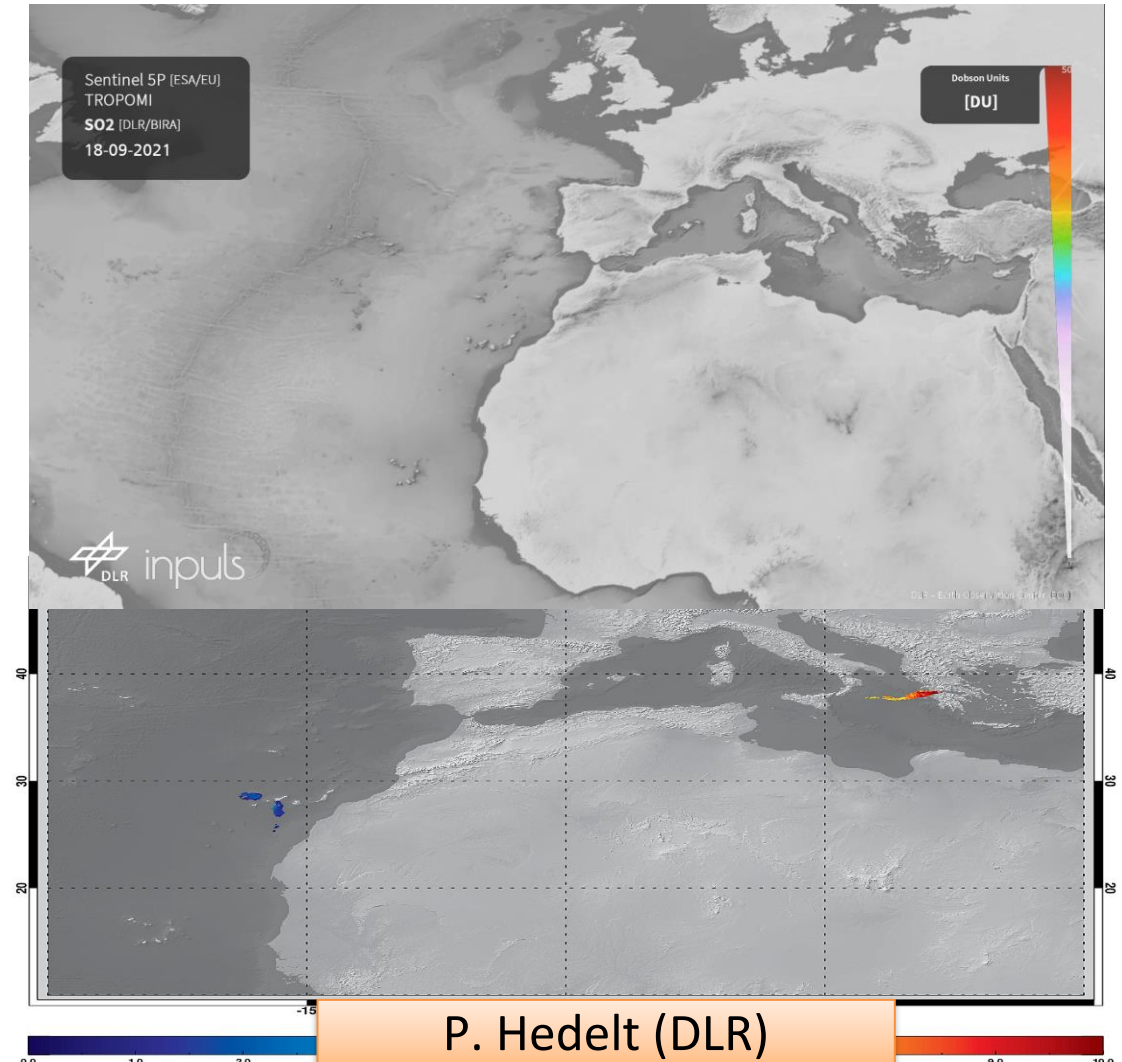 Sentinel 5P [ESA/EU]
TROPOMI
SO2 [DLR/BIRA]
18-09-2021
Dobson Units
[DU]
DLR
inpuls
40
40
30
30
20
20
-15
P. Hedelt (DLR)